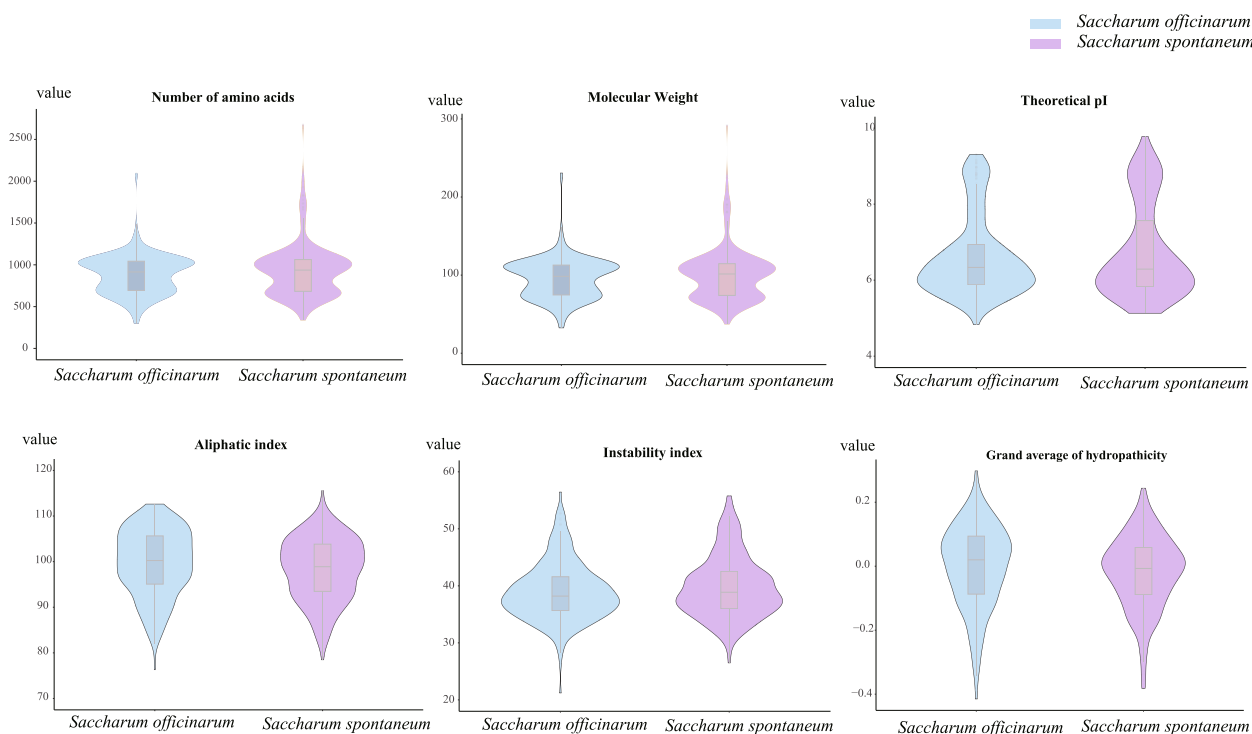 Saccharum officinarum
Saccharum spontaneum
value
Number of amino acids
2500
2000
1500
1000
500
0
Saccharum officinarum
Saccharum spontaneum
value
Molecular Weight
300
200
100
0
Saccharum officinarum
Saccharum spontaneum
value
Theoretical pI
10
8
6
4
Saccharum officinarum
Saccharum spontaneum
value
Aliphatic index
120
110
100
90
80
70
Saccharum officinarum
Saccharum spontaneum
value
Instability index
60
50
40
30
20
Saccharum officinarum
Saccharum spontaneum
value
Grand average of hydropathicity
0.2
0.0
−0.2
−0.4
Saccharum officinarum
Saccharum spontaneum